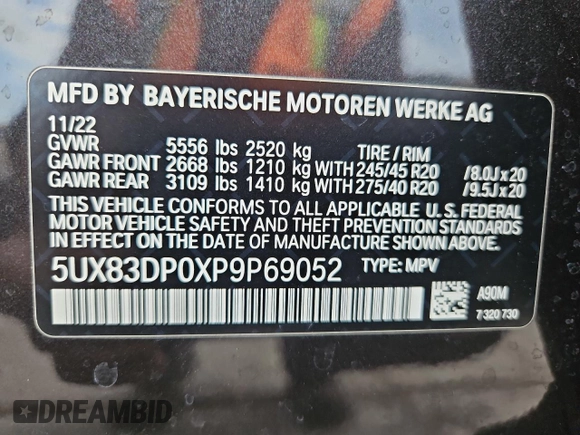 MFD BY BAYERISCHE MOTOREN WERKE AG
11/22
GVWR 5556 lbs 2520 kg TIRE / RIM
GAWR FRONT 2668 lbs 1210 kg WITH 245/45 R20 /8.0J x 20
GAWR REAR 3109 lbs 1410 kg WITH 275/40 R20 /9.5J x 20
THIS VEHICLE CONFORMS TO ALL APPLICABLE U. S. FEDERAL
MOTOR VEHICLE SAFETY AND THEFT PREVENTION STANDARDS
IN EFFECT ON THE DATE OF MANUFACTURE SHOWN ABOVE.
5UX83DP0XP9P69052 TYPE: MPV
A90M
7 320 730
DREAMBID